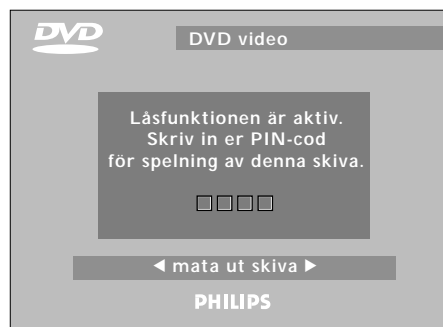 DVD
DVD video
Låsfunktionen är aktiv.
Skriv in er PIN-cod
för spelning av denna skiva.
◀ mata ut skiva ▶
PHILIPS